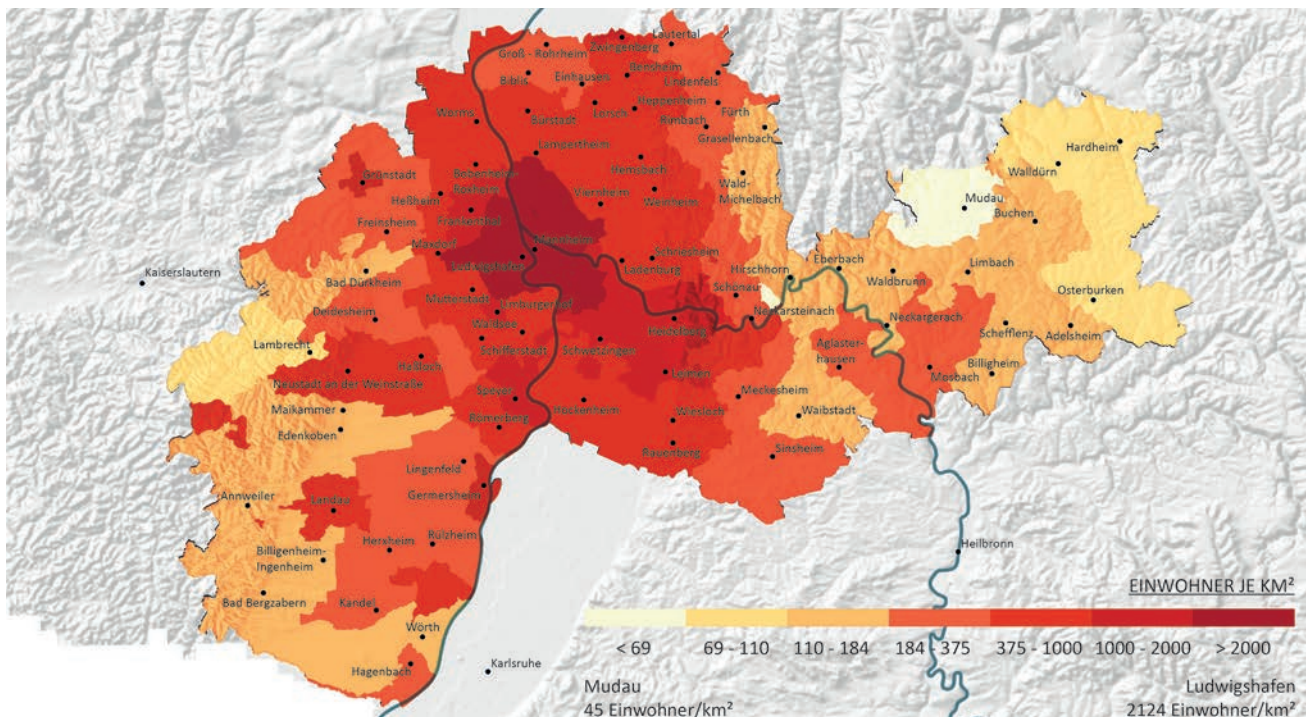 Lautertal
Zwingenberg
Groß - Rohrheim
Bensheim
Biblis
Einhausen
Lindenfels
Heppenheim
Fürth
Lorsch
Bürstadt
Rimbach
Worms
Grasellenbach
Hardheim
Lampertheim
Walldürn
Hemsbach
Bobenheim-
Roxheim
Grünstadt
Wald-
Michelbach
Viernheim
Weinheim
Heßheim
Mudau
Frankenthal
Buchen
Freinsheim
Mannheim
Maxdorf
Ludwigshafen
Schriesheim
Ladenburg
Eberbach
Limbach
Kaiserslautern
Bad Dürkheim
Hirschhorn
Waldbrunn
Schönau
Mutterstadt
Limburgerhof
Osterburken
Deidesheim
Neckarsteinach
Heidelberg
Waldsee
Neckargerach
Schefflenz
Adelsheim
Schifferstadt
Schwetzingen
Aglaster-
hausen
Lambrecht
Haßloch
Neustadt an der Weinstraße
Leimen
Mosbach
Billigheim
Speyer
Meckesheim
Maikammer
Hockenheim
Waibstadt
Edenkoben
Römerberg
Wiesloch
Rauenberg
Sinsheim
Lingenfeld
Germersheim
Annweiler
Landau
Herxheim
Rülzheim
Billigenheim-
Ingenheim
Heilbronn
Bad Bergzabern
Kandel
EINWOHNER JE KM²
Wörth
< 69
69 - 110
110 - 184
184 - 375
375 - 1000
1000 - 2000
> 2000
Hagenbach
Karlsruhe
Mudau
45 Einwohner/km²
Ludwigshafen
2124 Einwohner/km²